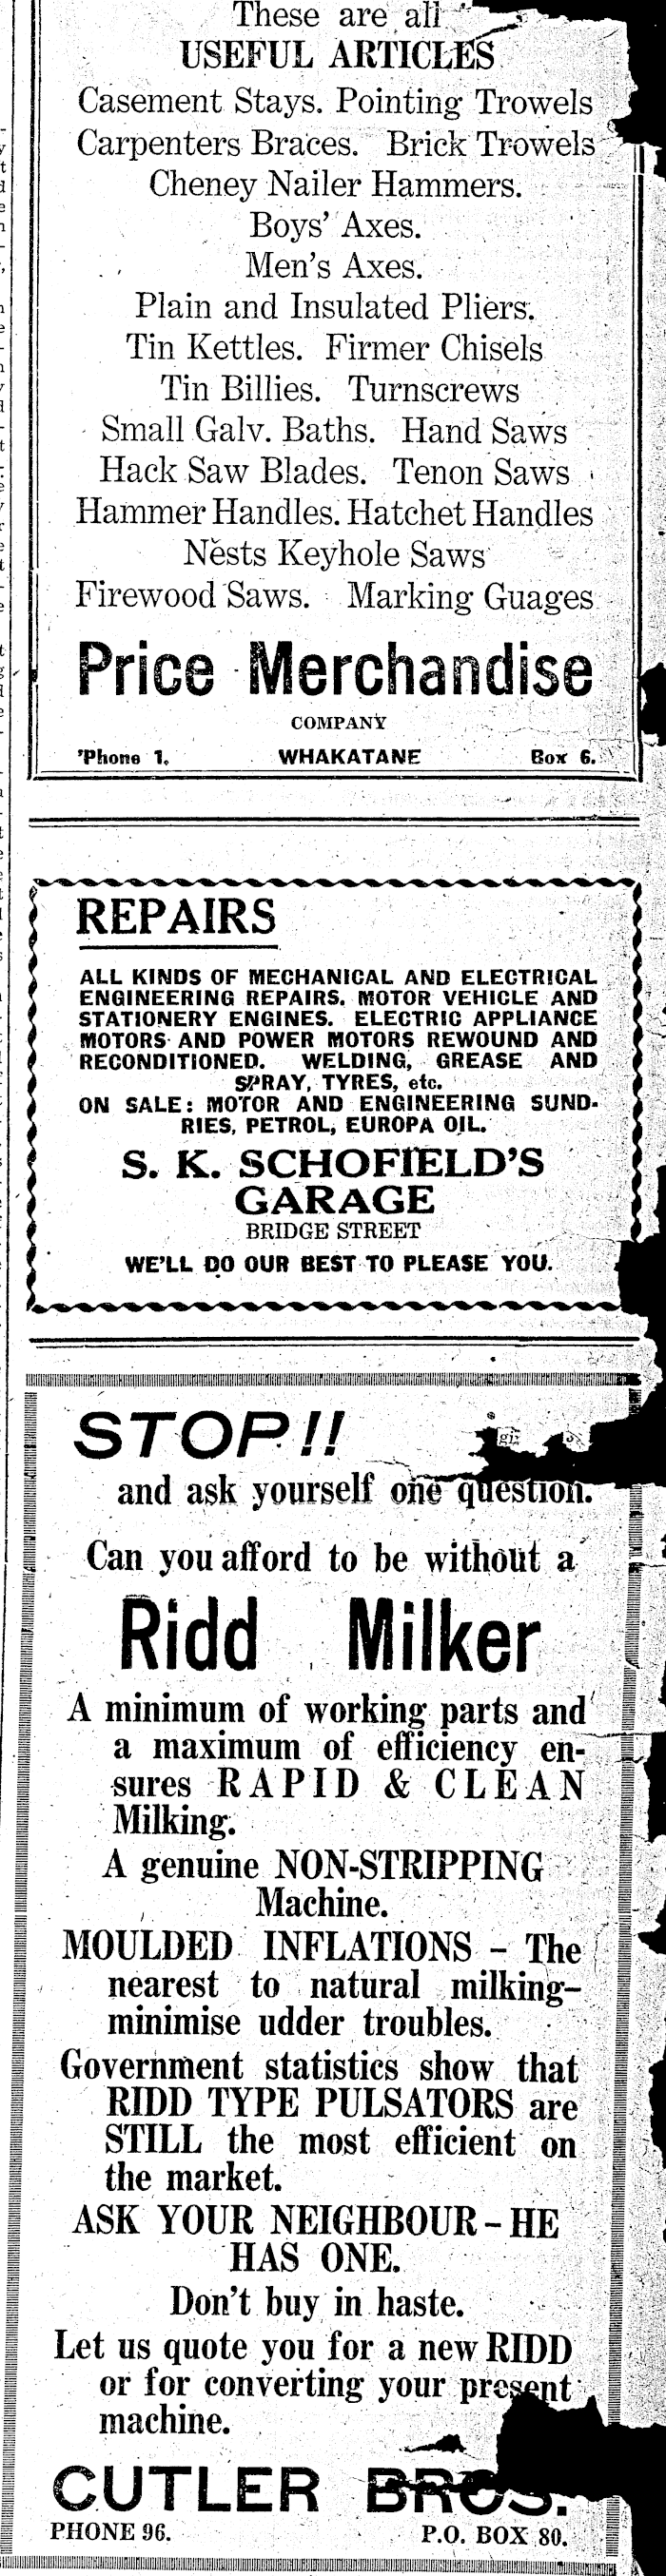 These are all
USEFUL ARTICLES
Casement Stays. Pointing Trowels
Carpenters Braces. Brick Trowels
Cheney Nailer Hammers.
Boys' Axes.
Men's Axes.
Plain and Insulated Pliers.
Tin Kettles. Firmer Chisels
Tin Billies. Turnscrews
Small Galv. Baths. Hand Saws
Hack Saw Blades. Tenon Saws
Hammer Handles. Hatchet Handles
Nests Keyhole Saws
Firewood Saws. Marking Guages
Price Merchandise
COMPANY
'Phone 1. WHAKATANE Box 6.
REPAIRS
ALL KINDS OF MECHANICAL AND ELECTRICAL
ENGINEERING REPAIRS. MOTOR VEHICLE AND
STATIONERY ENGINES. ELECTRIC APPLIANCE
MOTORS AND POWER MOTORS REWOUND AND
RECONDITIONED. WELDING, GREASE AND
SPRAY, TYRES, etc.
ON SALE: MOTOR AND ENGINEERING SUND-
RIES, PETROL, EUROPA OIL.
S. K. SCHOFIELD'S
GARAGE
BRIDGE STREET
WE'LL DO OUR BEST TO PLEASE YOU.
STOP!!
and ask yourself one question.
Can you afford to be without a
Ridd Milker
A minimum of working parts and
a maximum of efficiency en-
sures RAPID & CLEAN
Milking.
A genuine NON-STRIPPING
Machine.
MOULDED INFLATIONS – The
nearest to natural milking–
minimise udder troubles.
Government statistics show that
RIDD TYPE PULSATORS are
STILL the most efficient on
the market.
ASK YOUR NEIGHBOUR – HE
HAS ONE.
Don't buy in haste.
Let us quote you for a new RIDD
or for converting your present
machine.
CUTLER BROS.
PHONE 96. P.O. BOX 80.